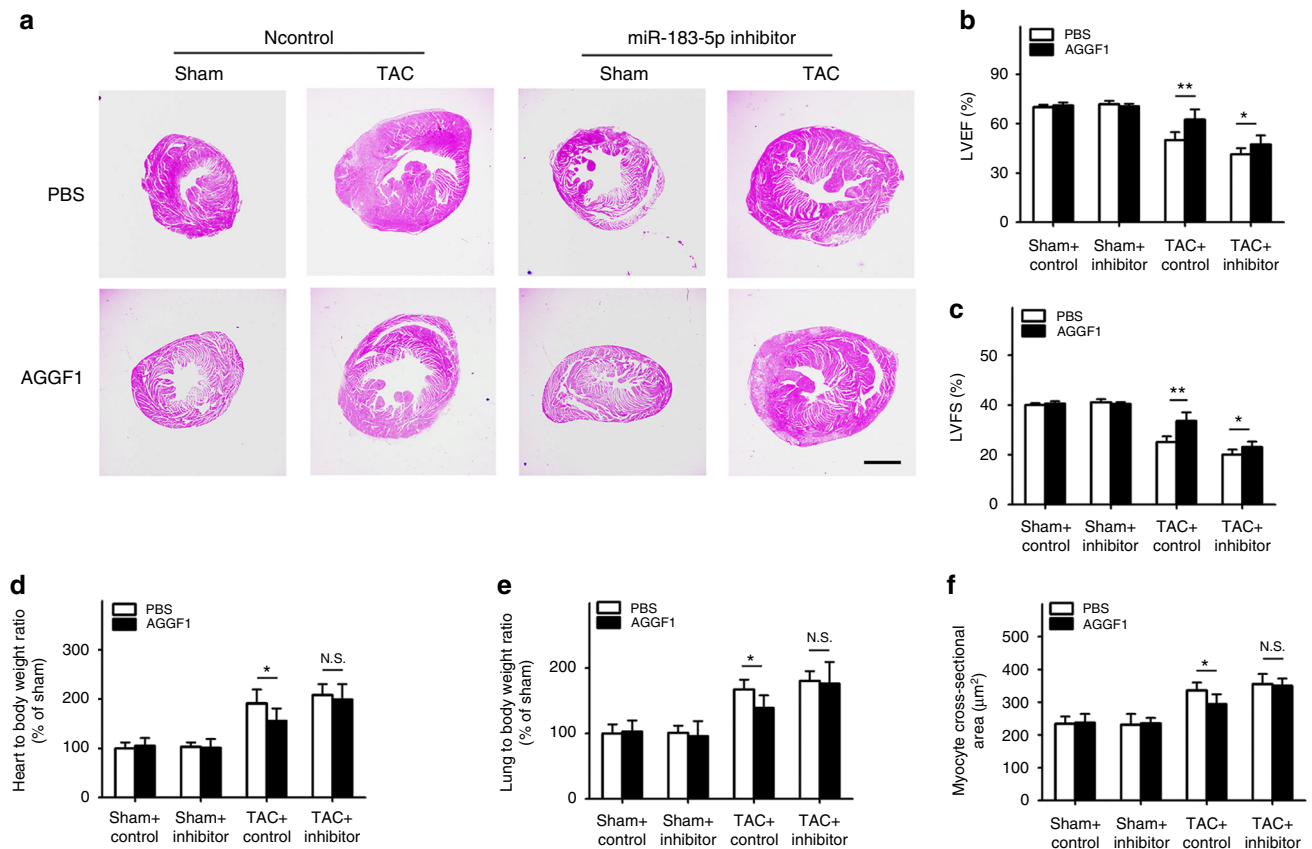 a
Ncontrol
miR-183-5p inhibitor
Sham
TAC
Sham
TAC
PBS
AGGF1
b
PBS
AGGF1
LVEF (%)
90
60
30
0
**
*
Sham+
control
Sham+
inhibitor
TAC+
control
TAC+
inhibitor
c
PBS
AGGF1
LVFS (%)
50
40
20
0
**
*
Sham+
control
Sham+
inhibitor
TAC+
control
TAC+
inhibitor
d
PBS
AGGF1
Heart to body weight ratio
(% of sham)
300
200
100
0
*
N.S.
Sham+
control
Sham+
inhibitor
TAC+
control
TAC+
inhibitor
e
PBS
AGGF1
Lung to body weight ratio
(% of sham)
200
100
0
*
N.S.
Sham+
control
Sham+
inhibitor
TAC+
control
TAC+
inhibitor
f
PBS
AGGF1
Myocyte cross-sectional
area (µm²)
500
400
300
200
100
0
*
N.S.
Sham+
control
Sham+
inhibitor
TAC+
control
TAC+
inhibitor